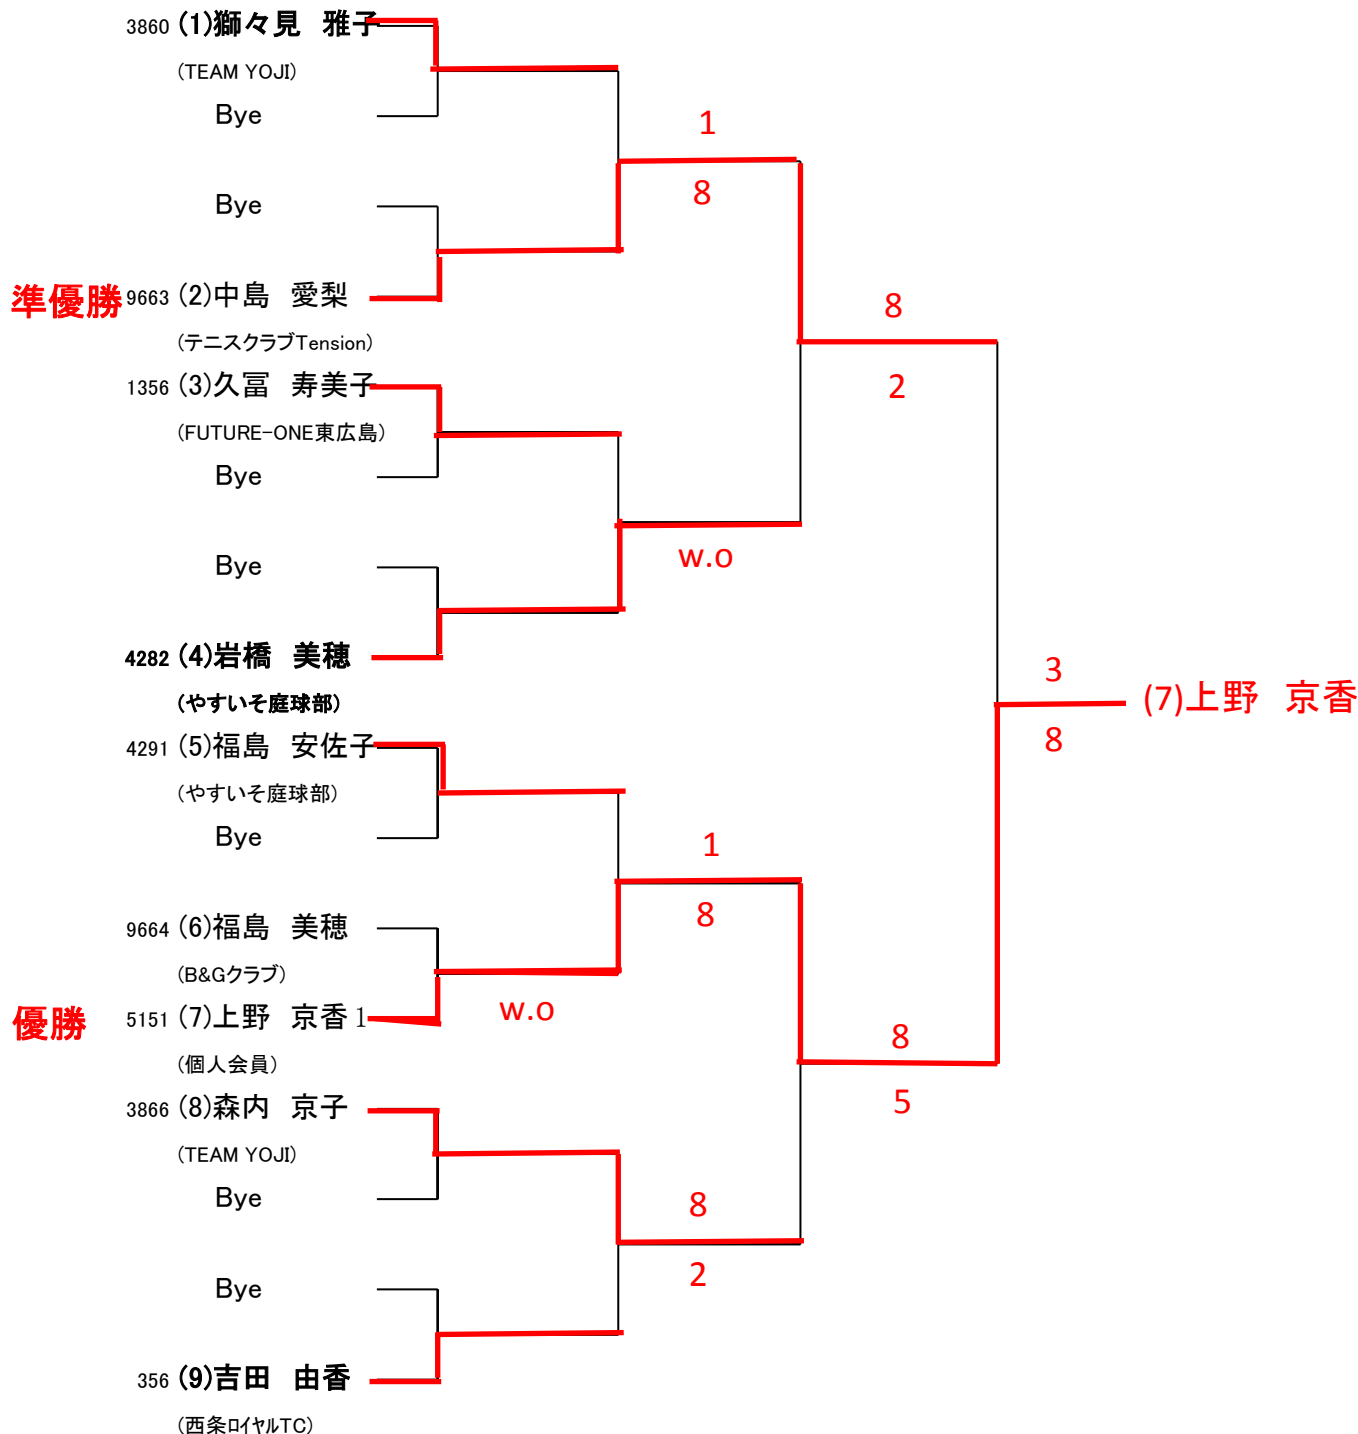 3860 (1)獅々見　雅子
(TEAM YOJI)
Bye
1
8
Bye
準優勝 9663 (2)中島　愛梨
(テニスクラブTension)
8
2
1356 (3)久冨　寿美子
(FUTURE-ONE東広島)
Bye
w.o
Bye
4282 (4)岩橋　美穂
(やすいそ庭球部)
3
8
(7)上野　京香
4291 (5)福島　安佐子
(やすいそ庭球部)
Bye
1
8
9664 (6)福島　美穂
(B&Gクラブ)
w.o
優勝 5151 (7)上野　京香 1
(個人会員)
8
5
3866 (8)森内　京子
(TEAM YOJI)
Bye
8
2
Bye
356 (9)吉田　由香
(西条ﾛｲﾔﾙTC)